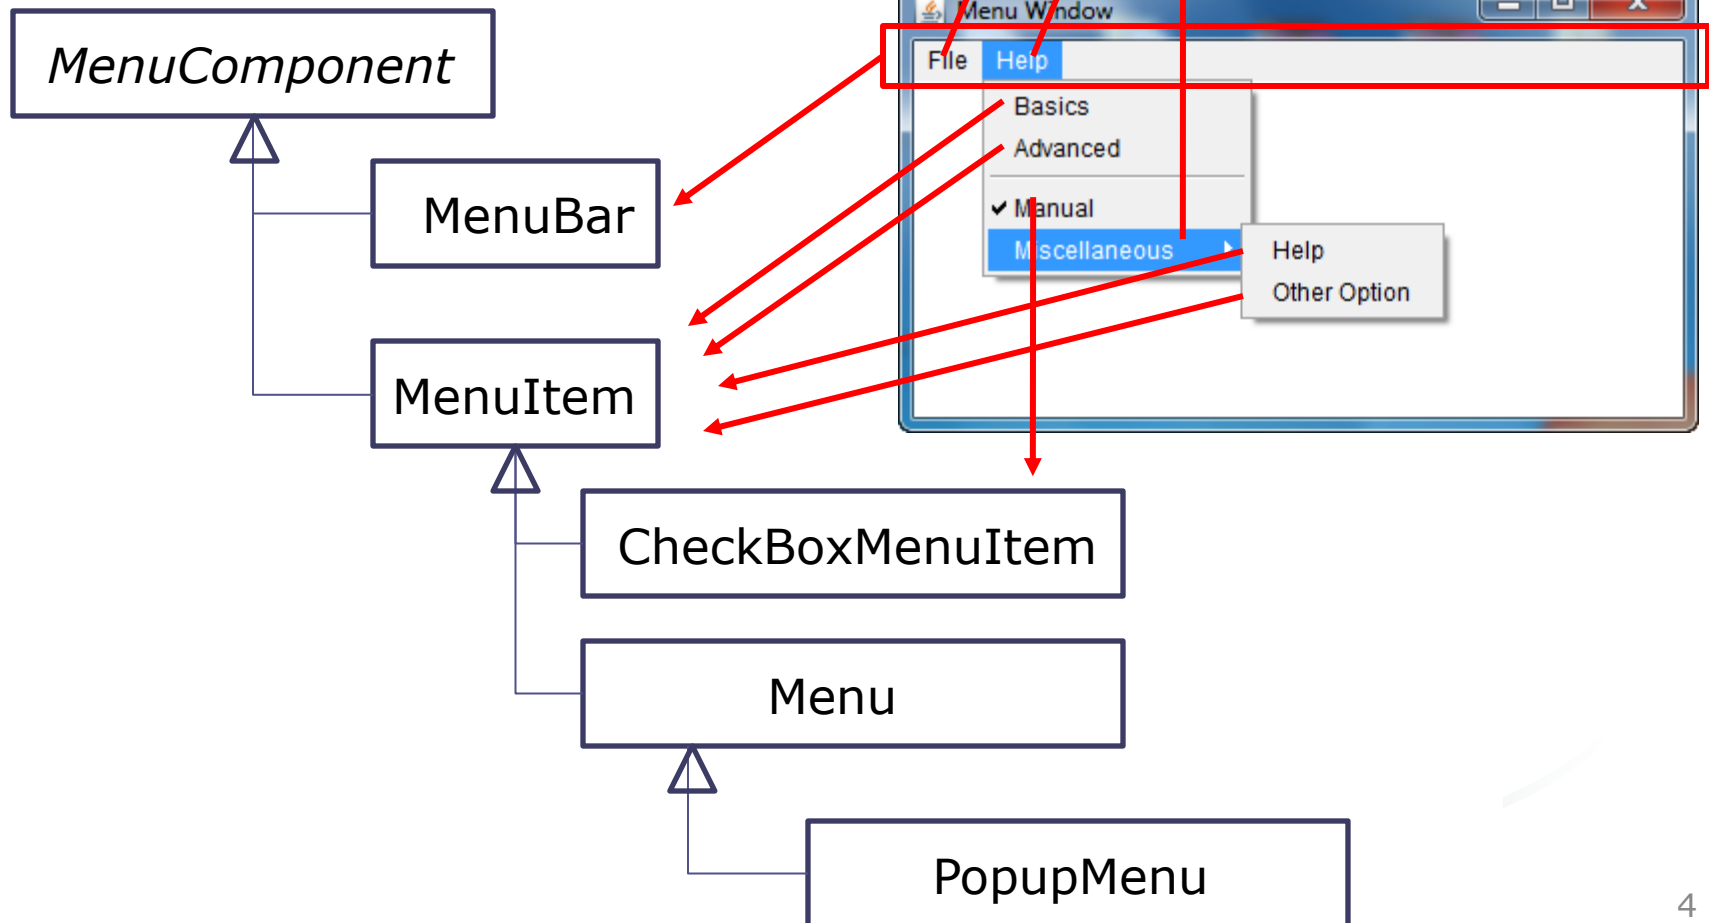 MenuComponent
MenuBar
MenuItem
CheckBoxMenuItem
Menu
PopupMenu
Menu Window
File Help
Basics
Advanced
Manual
Miscellaneous
Help
Other Option
4